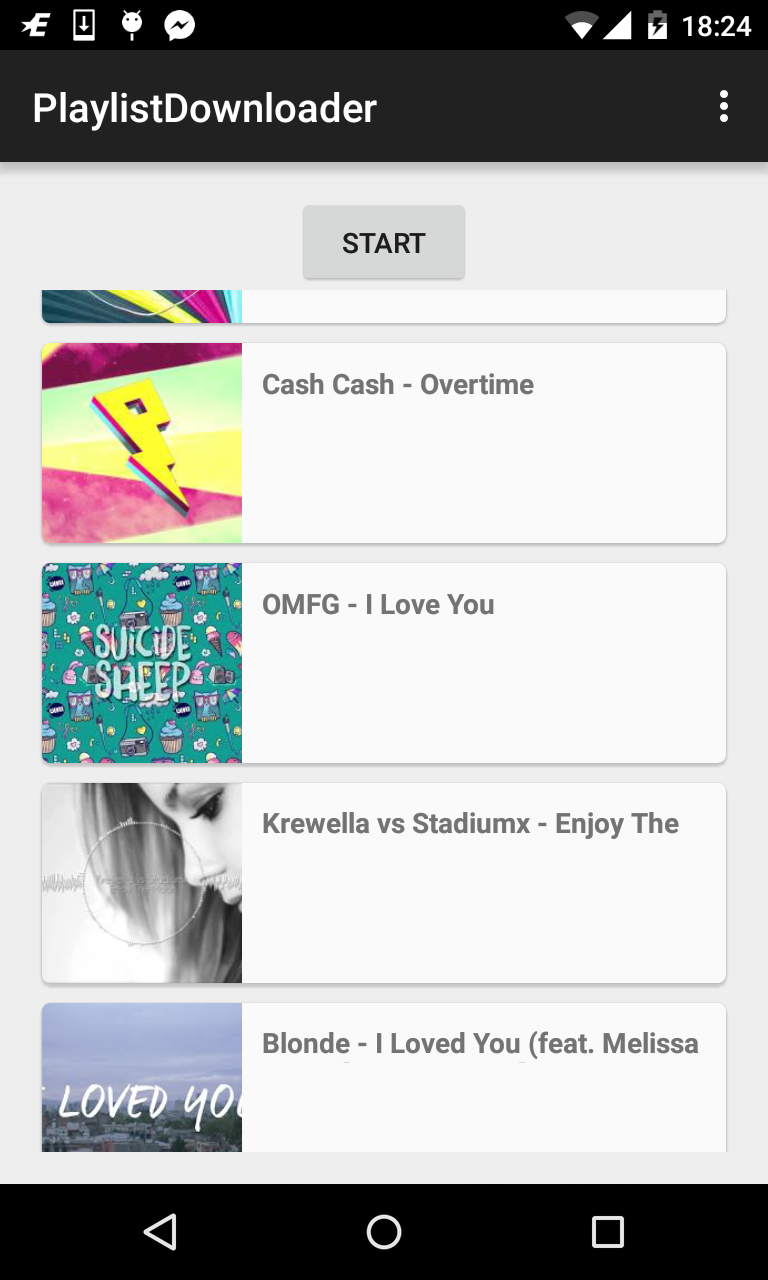 18:24
PlaylistDownloader
START
Cash Cash - Overtime
OMFG - I Love You
SUICIDE
SHEEP
Krewella vs Stadiumx - Enjoy The
Blonde - I Loved You (feat. Melissa
LOVED YOU